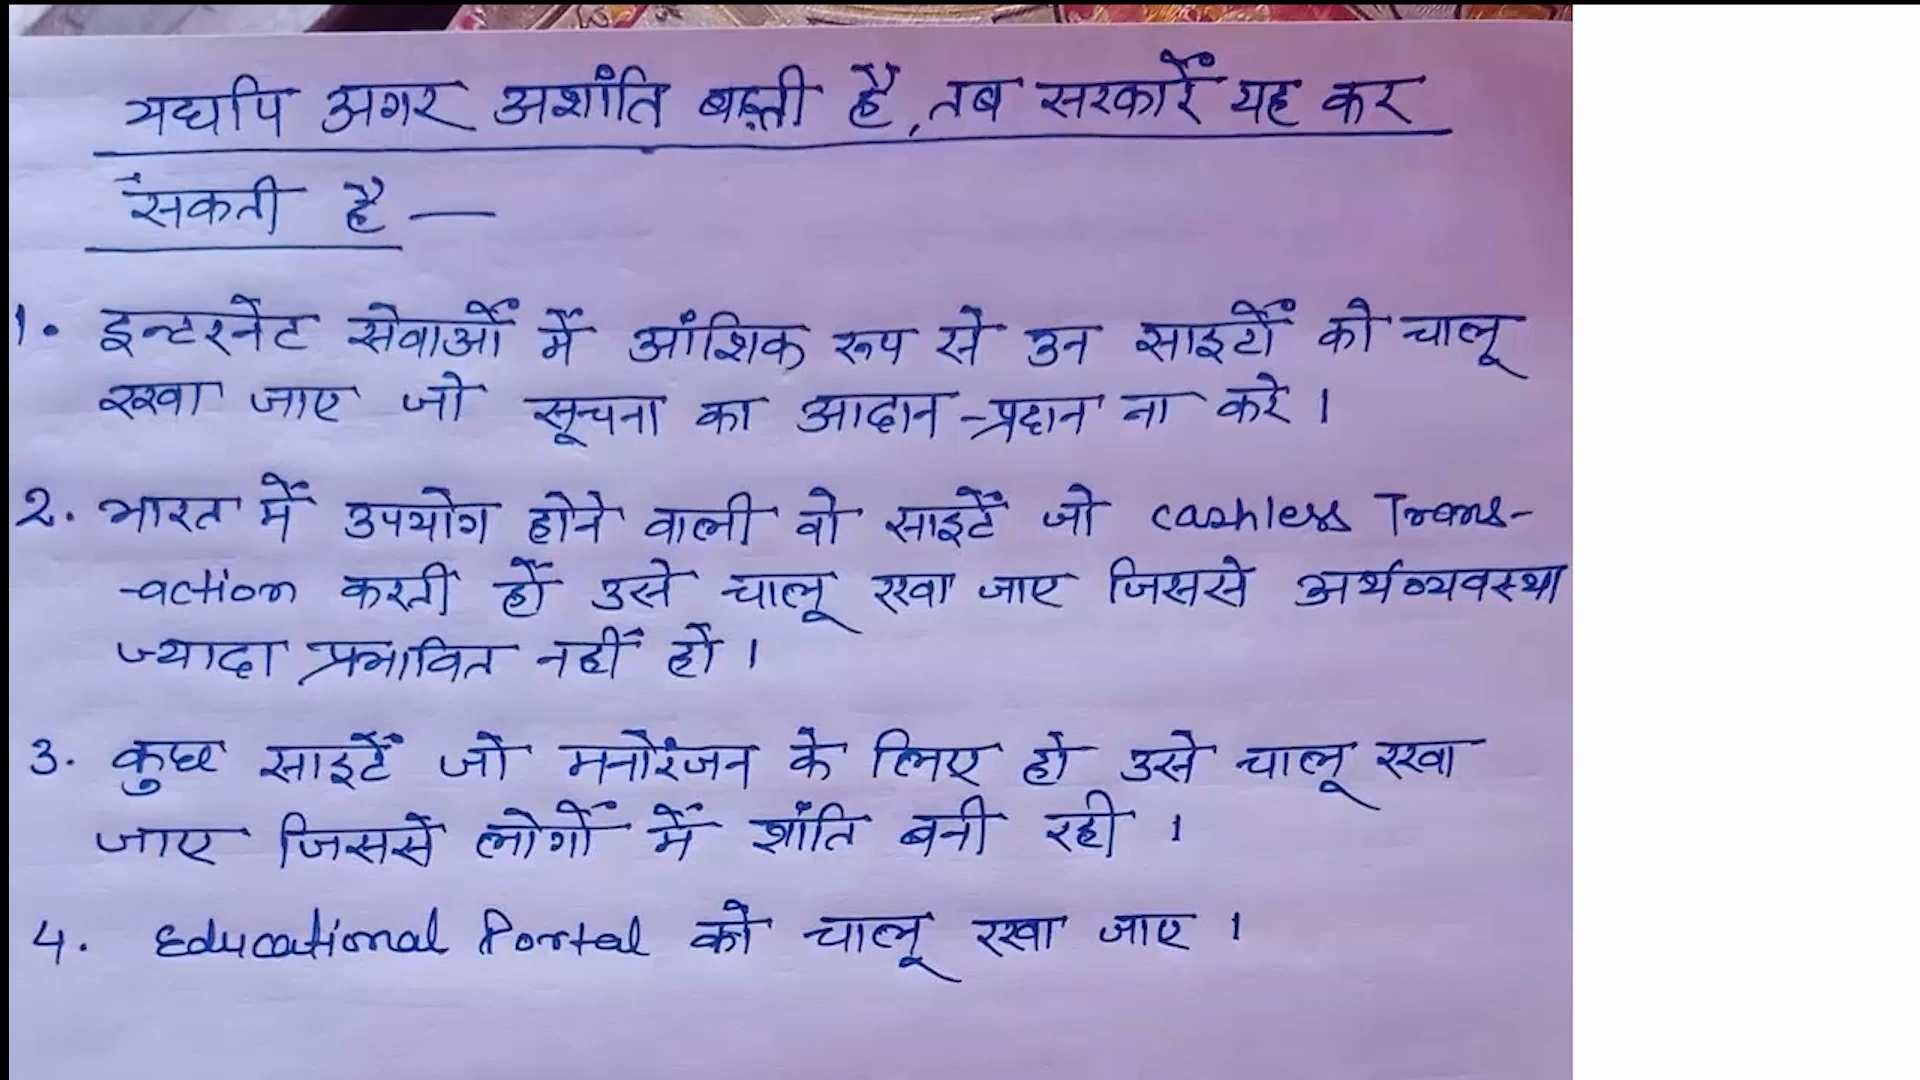 यद्यपि अगर अशांति बढ़ती है, तब सरकारें यह कर
सकती है —
1. इन्टरनेट सेवाओं में आंशिक रूप से उन साइटों को चालू
रखा जाए जो सूचना का आदान-प्रदान ना करे ।
2. भारत में उपयोग होने वाली वो साइटें जो cashless Trans-
-action करती हों उसे चालू रखा जाए जिससे अर्थव्यवस्था
ज्यादा प्रभावित नहीं हो ।
3. कुछ साइटें जो मनोरंजन के लिए हो उसे चालू रखा
जाए जिससे लोगों में शांति बनी रही ।
4. Educational Portal को चालू रखा जाए ।